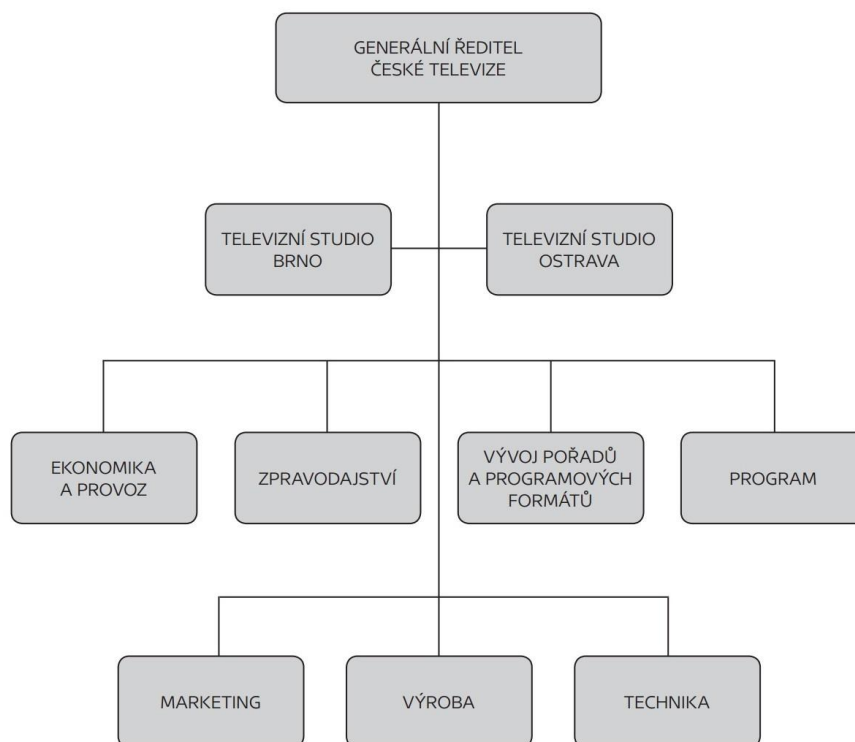 GENERÁLNÍ ŘEDITEL
ČESKÉ TELEVIZE
TELEVIZNÍ STUDIO
BRNO
TELEVIZNÍ STUDIO
OSTRAVA
EKONOMIKA
A PROVOZ
ZPRAVODAJSTVÍ
VÝVOJ POŘADŮ
A PROGRAMOVÝCH
FORMÁTŮ
PROGRAM
MARKETING
VÝROBA
TECHNIKA